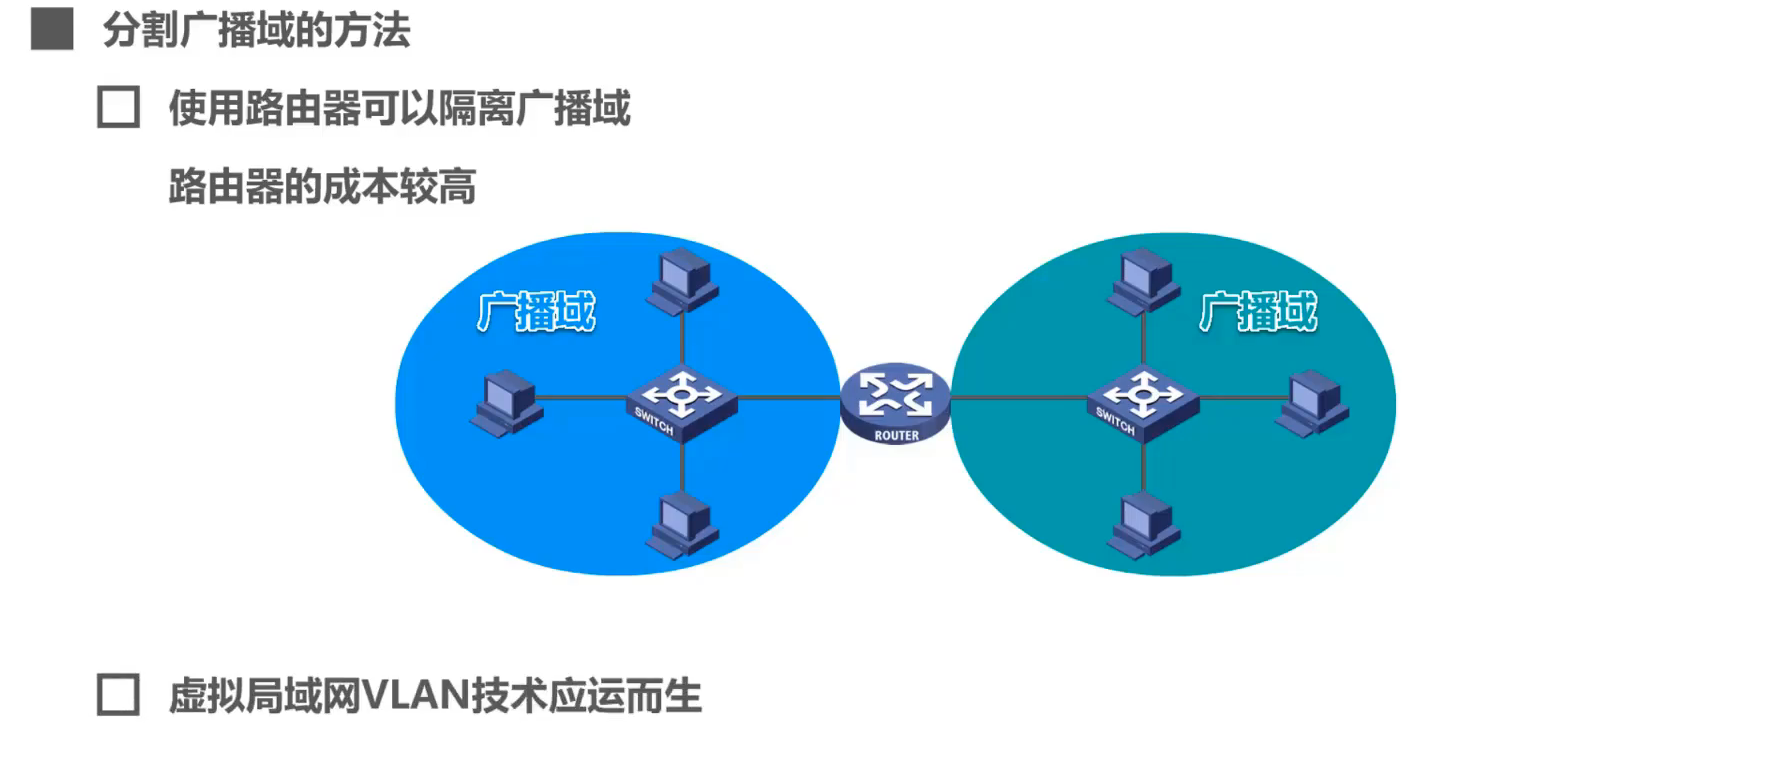 分割广播域的方法
使用路由器可以隔离广播域
路由器的成本较高
广播域
广播域
SWITCH
ROUTER
SWITCH
虚拟局域网VLAN技术应运而生